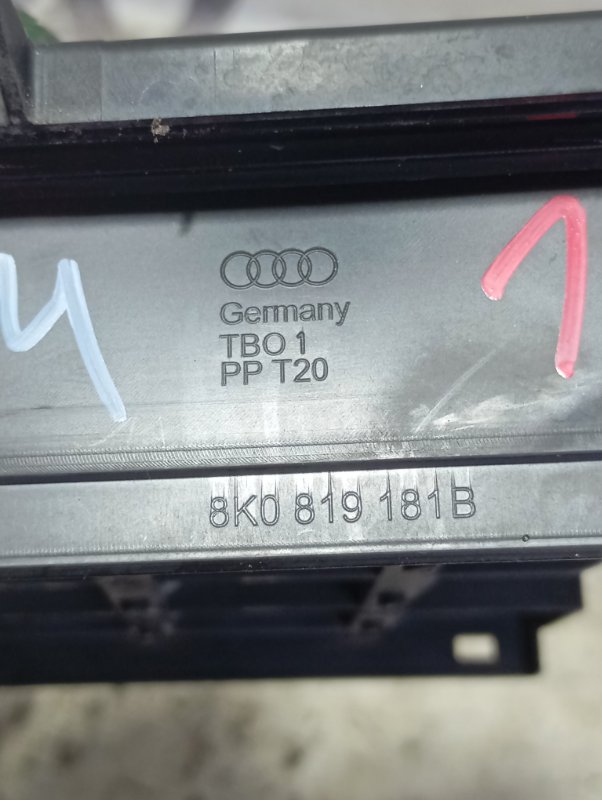 Germany
TBO 1
PP T20
4 1
8K0 819 181B